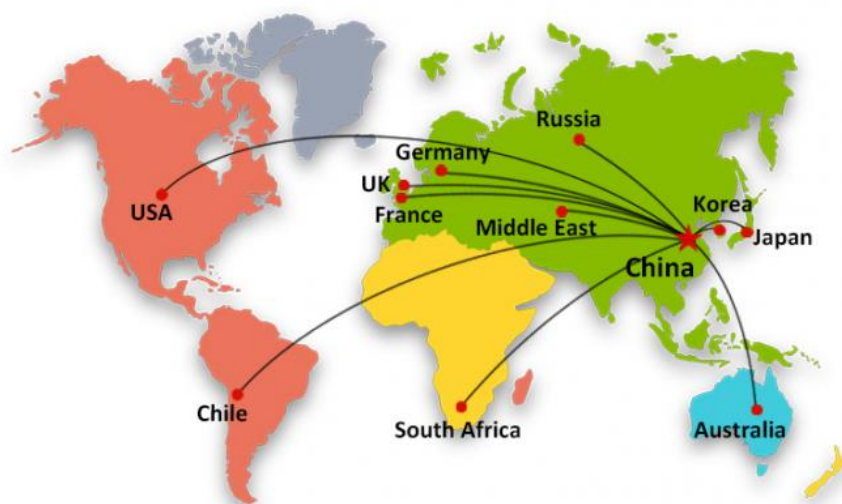 Russia
Germany
UK
USA
France
Middle East
Korea
Japan
China
Chile
South Africa
Australia